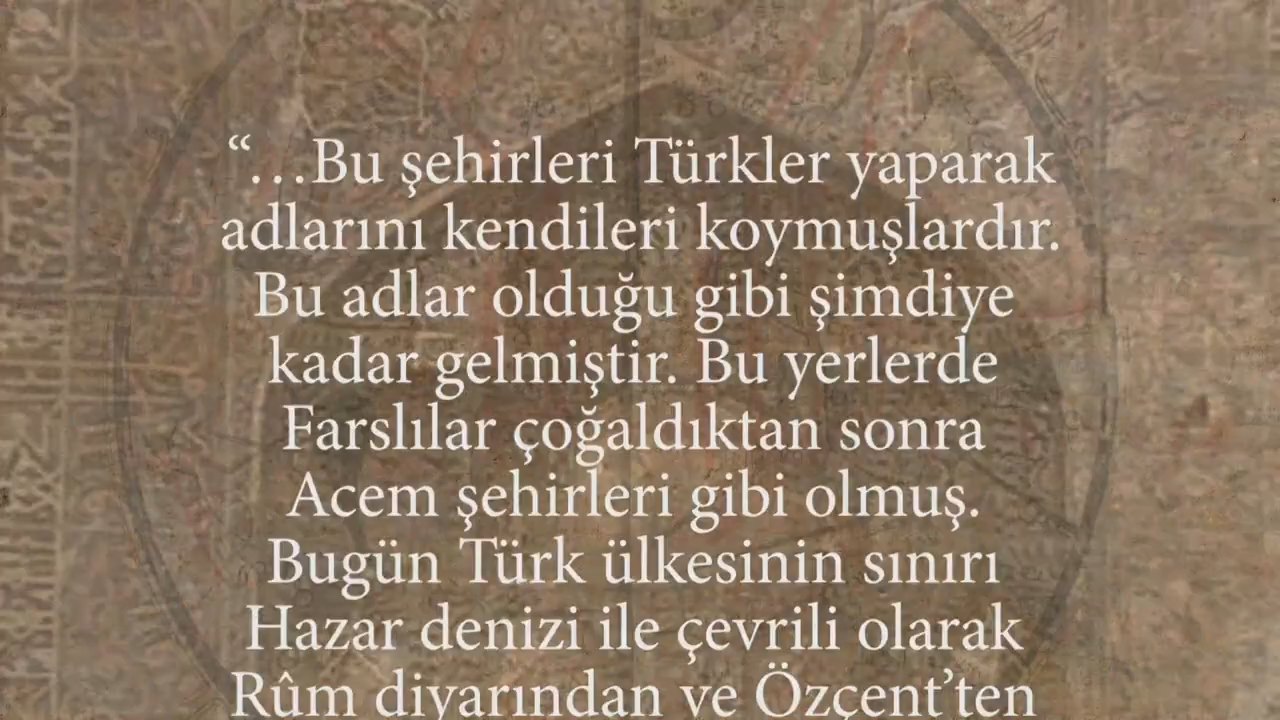 “…Bu şehirleri Türkler yaparak
adlarını kendileri koymuşlardır.
Bu adlar olduğu gibi şimdiye
kadar gelmiştir. Bu yerlerde
Farslılar çoğaldıktan sonra
Acem şehirleri gibi olmuş.
Bugün Türk ülkesinin sınırı
Hazar denizi ile çevrili olarak
Rûm diyarından ve Özçent’ten